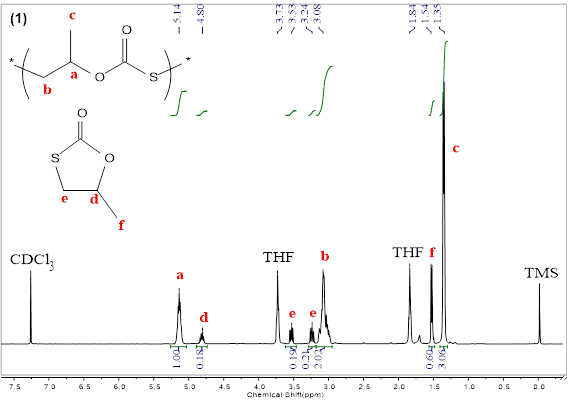 (1)
5.14
4.80
3.73
3.53
3.24
3.08
1.84
1.54
1.35
c
O
* ( O S ) *
a
b
O
S O
e d
f
c
CDCl3
THF
THF
TMS
a
b
f
d
e
e
1.00
0.18
0.19
0.21
2.02
0.60
3.06
7.5 7.0 6.5 6.0 5.5 5.0 4.5 4.0 3.5 3.0 2.5 2.0 1.5 1.0 0.0
Chemical Shift(ppm)